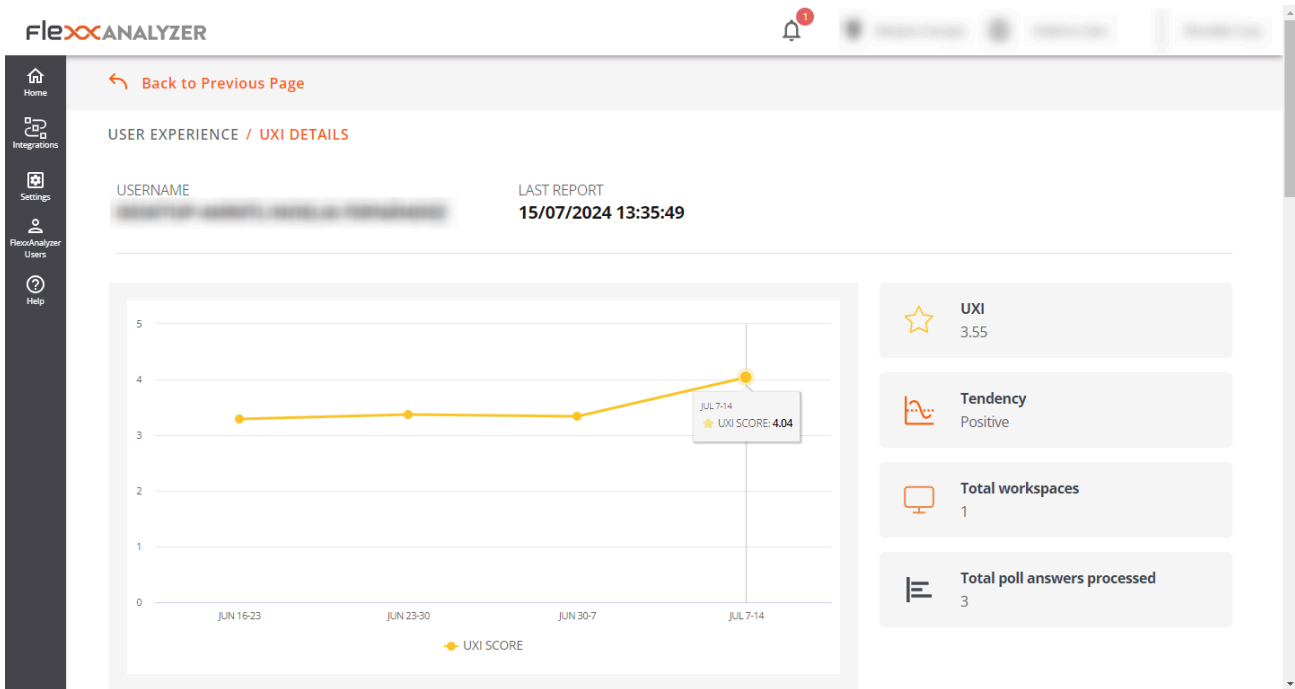 FlexxANALYZER
1
Home
Integrations
Settings
FlexxAnalyzer
Users
Help
Back to Previous Page
USER EXPERIENCE / UXI DETAILS
USERNAME
LAST REPORT
15/07/2024 13:35:49
5
4
3
2
1
0
JUL 7-14
UXI SCORE: 4.04
JUN 16-23
JUN 23-30
JUN 30-7
JUL 7-14
UXI SCORE
UXI
3.55
Tendency
Positive
Total workspaces
1
Total poll answers processed
3